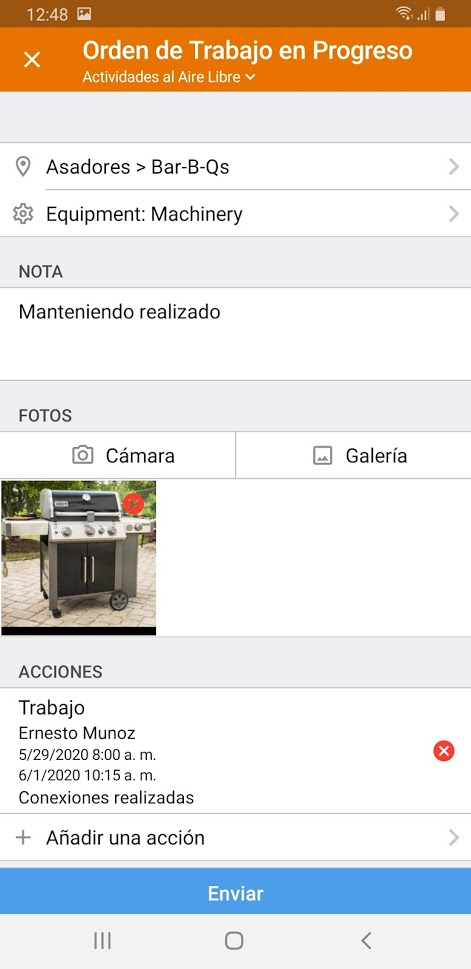 12:48
Orden de Trabajo en Progreso
Actividades al Aire Libre
Asadores > Bar-B-Qs
Equipment: Machinery
NOTA
Manteniendo realizado
FOTOS
Cámara
Galería
ACCIONES
Trabajo
Ernesto Munoz
5/29/2020 8:00 a. m.
6/1/2020 10:15 a. m.
Conexiones realizadas
+ Añadir una acción
Enviar